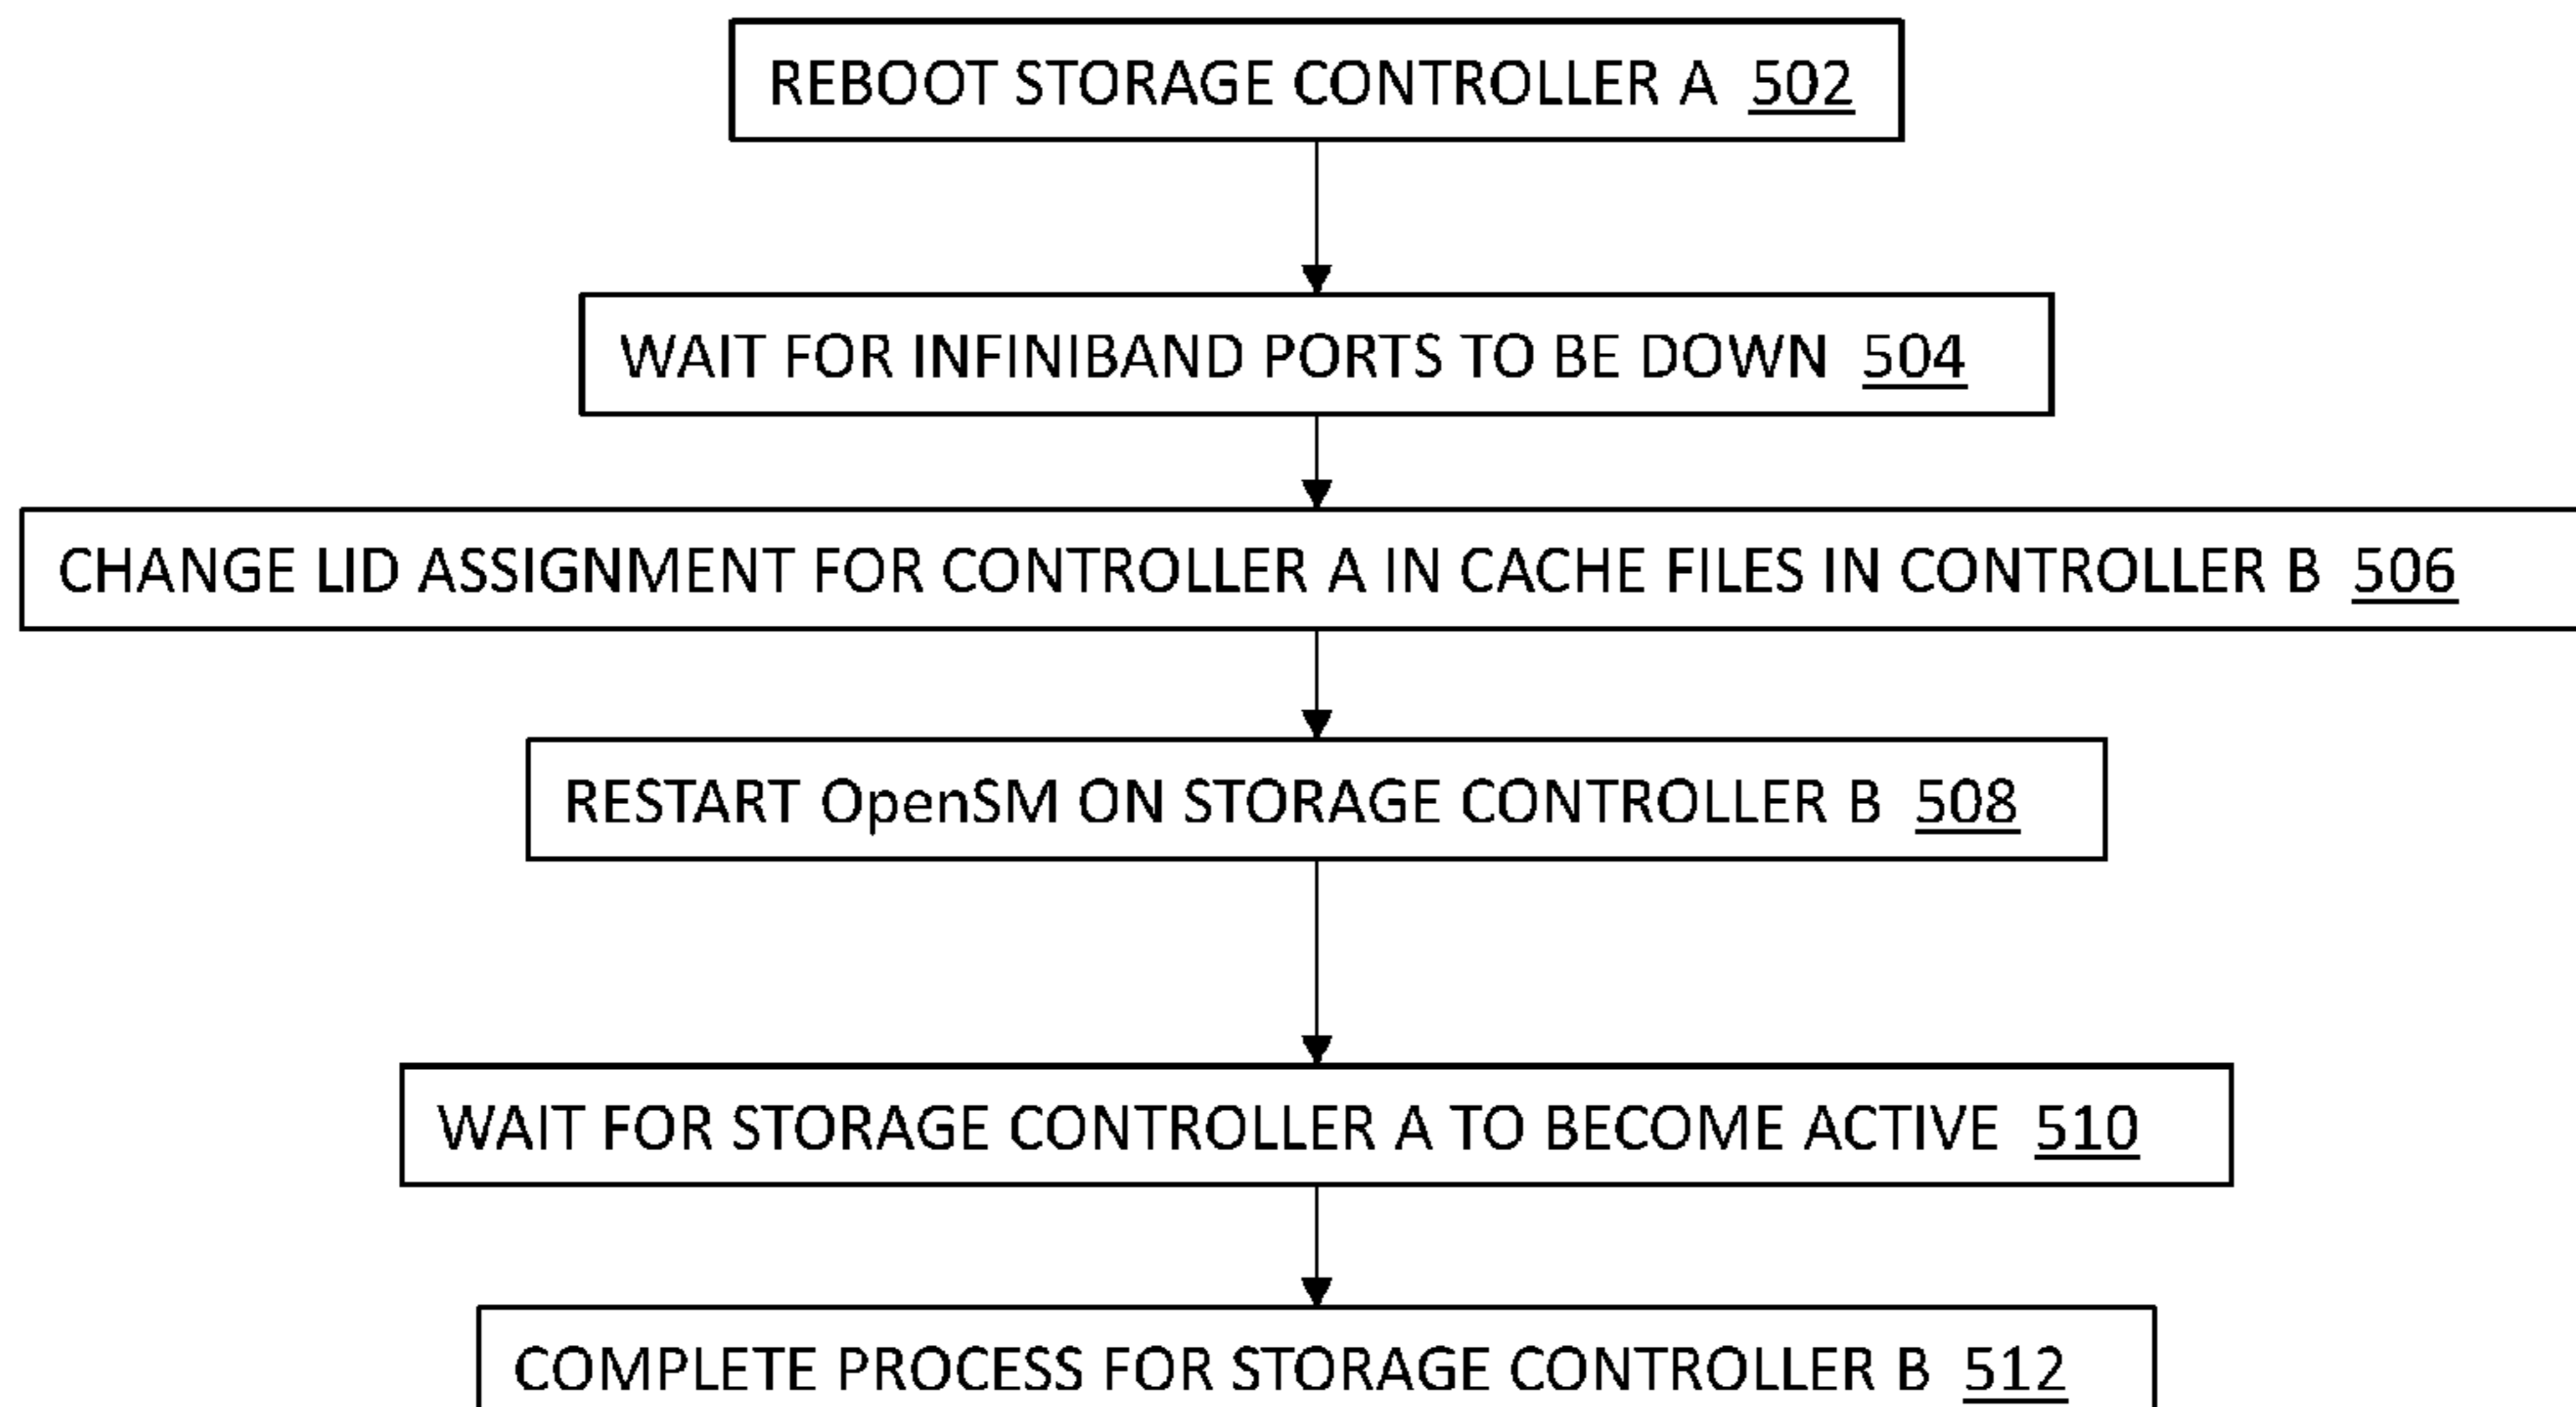 REBOOT STORAGE CONTROLLER A 502
WAIT FOR INFINIBAND PORTS TO BE DOWN 504
CHANGE LID ASSIGNMENT FOR CONTROLLER A IN CACHE FILES IN CONTROLLER B 506
RESTART OpenSM ON STORAGE CONTROLLER B 508
WAIT FOR STORAGE CONTROLLER A TO BECOME ACTIVE 510
COMPLETE PROCESS FOR STORAGE CONTROLLER B 512